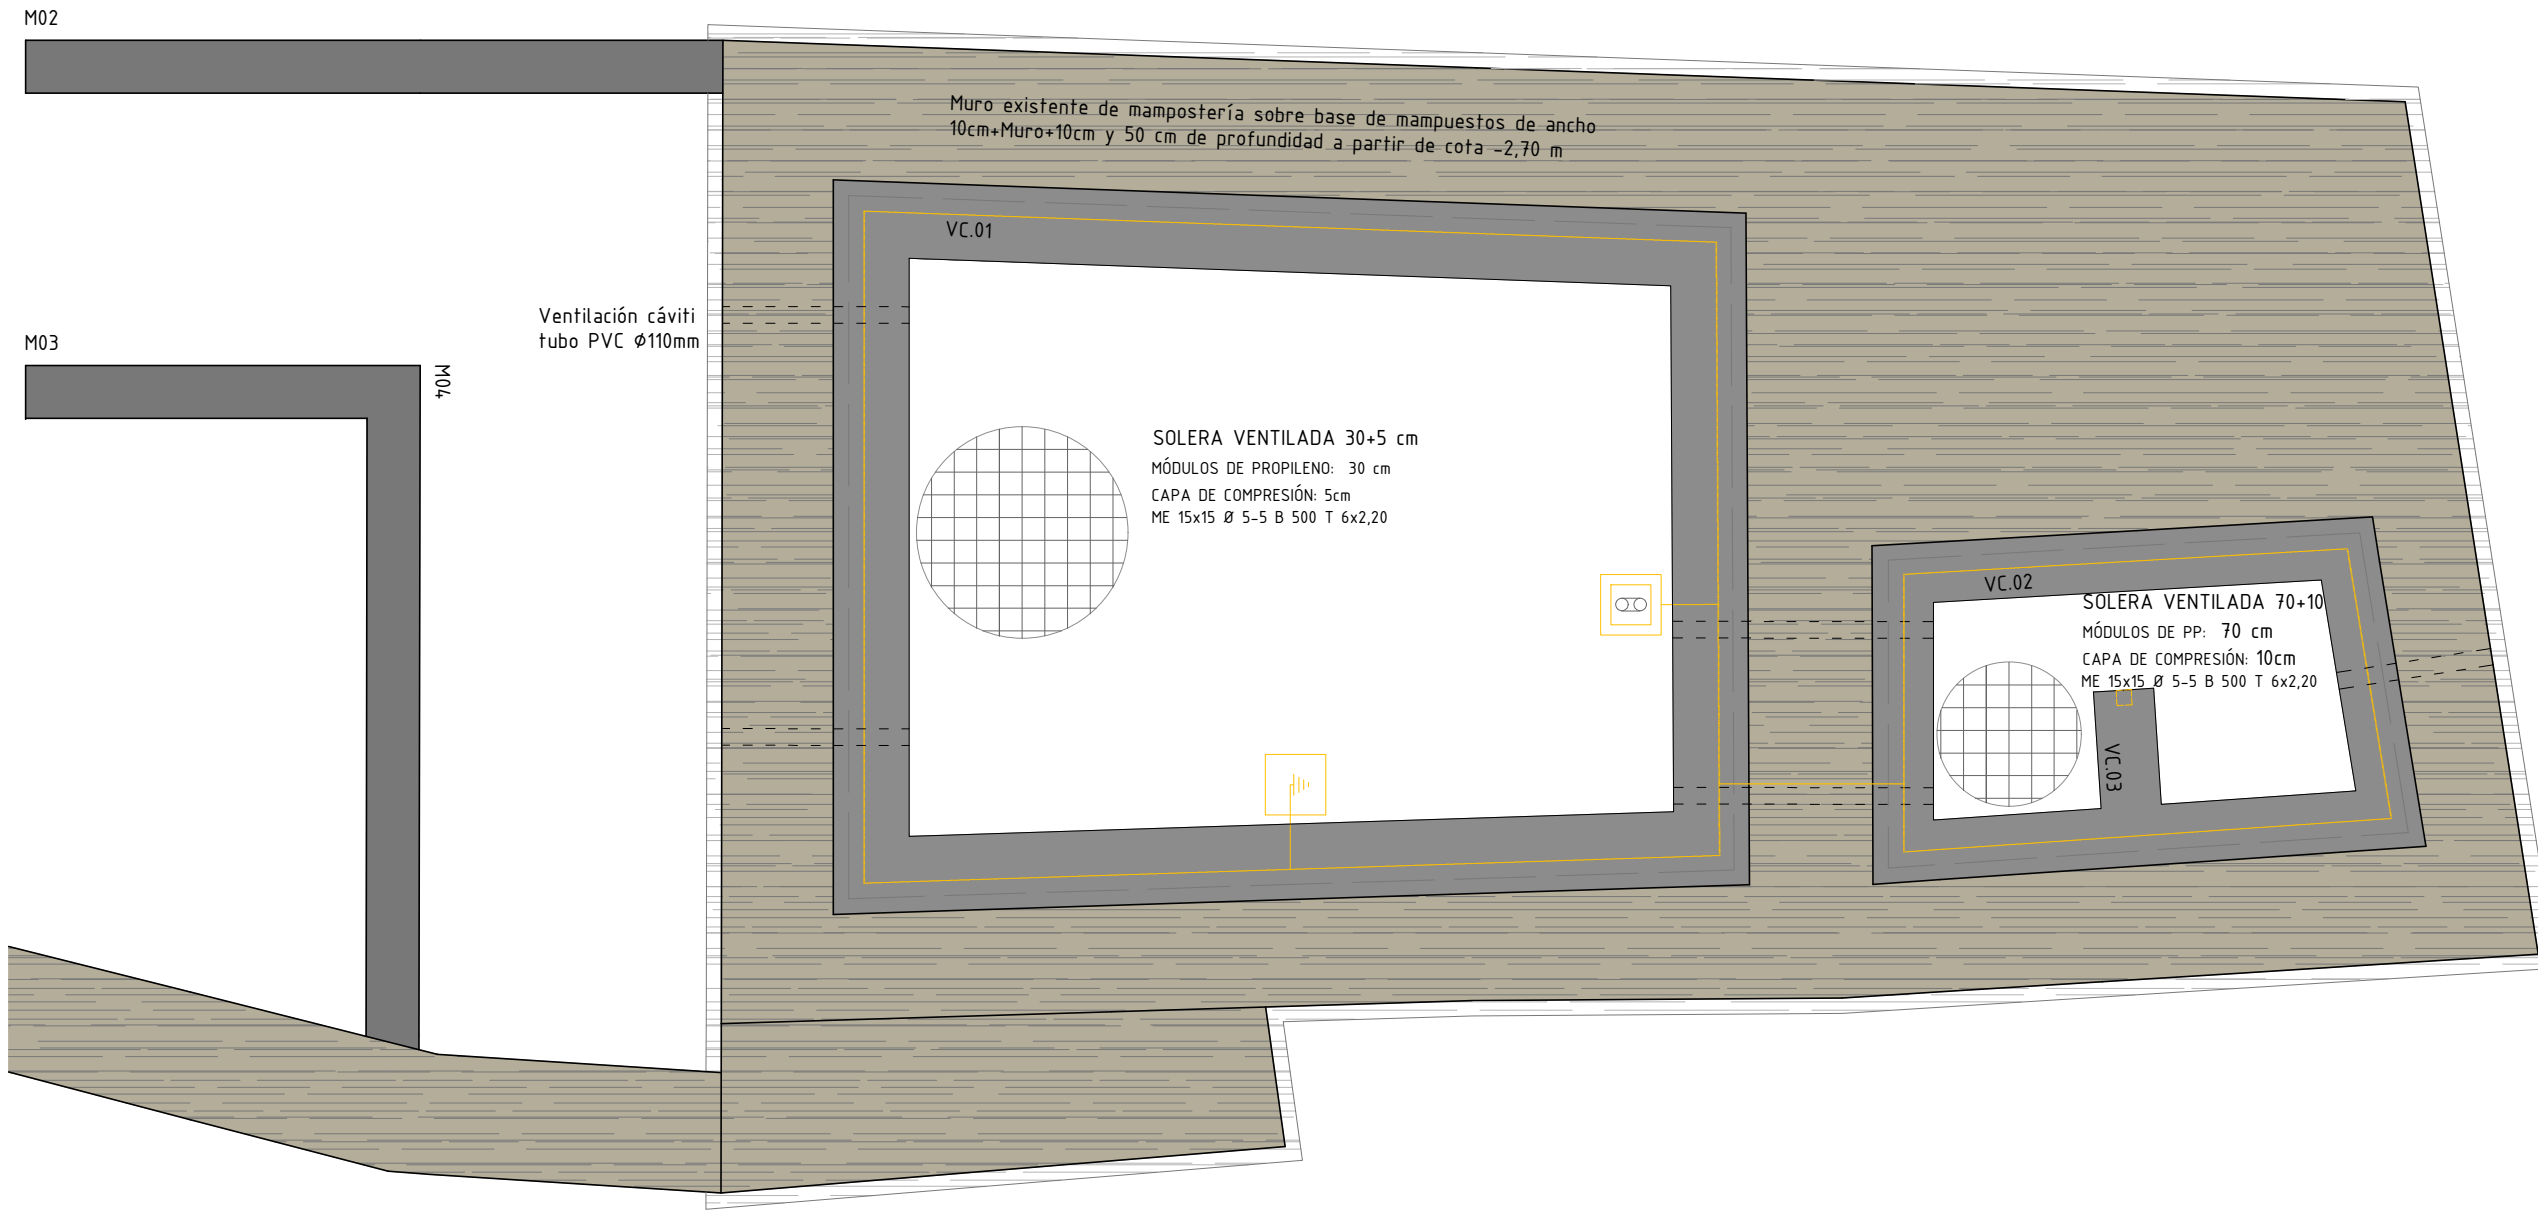 M02
Muro existente de mampostería sobre base de mampuestos de ancho
10cm+Muro+10cm y 50 cm de profundidad a partir de cota -2,70 m
VC.01
Ventilación cáviti
tubo PVC Ø110mm
M03
M04
SOLERA VENTILADA 30+5 cm
MÓDULOS DE PROPILENO: 30 cm
CAPA DE COMPRESIÓN: 5cm
ME 15x15 Ø 5-5 B 500 T 6x2,20
VC.02
SOLERA VENTILADA 70+10
MÓDULOS DE PP: 70 cm
CAPA DE COMPRESIÓN: 10cm
ME 15x15 Ø 5-5 B 500 T 6x2,20
VC.03